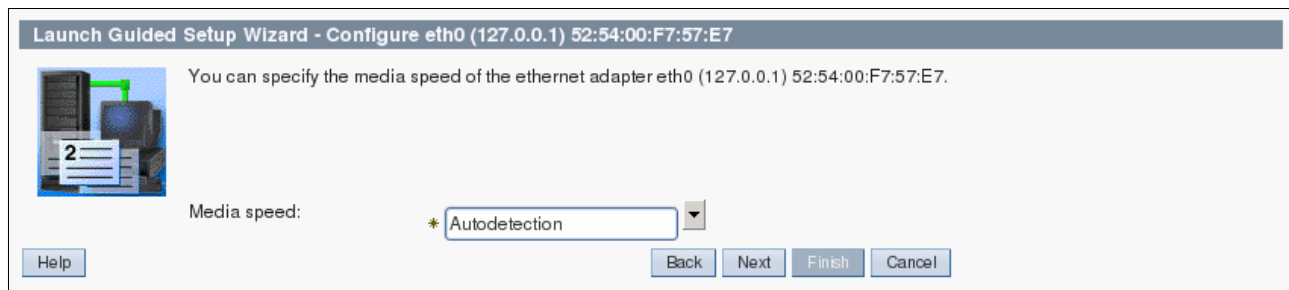 Launch Guided Setup Wizard - Configure eth0 (127.0.0.1) 52:54:00:F7:57:E7
You can specify the media speed of the ethernet adapter eth0 (127.0.0.1) 52:54:00:F7:57:E7.
2
Media speed:
* Autodetection
Help
Back
Next
Finish
Cancel